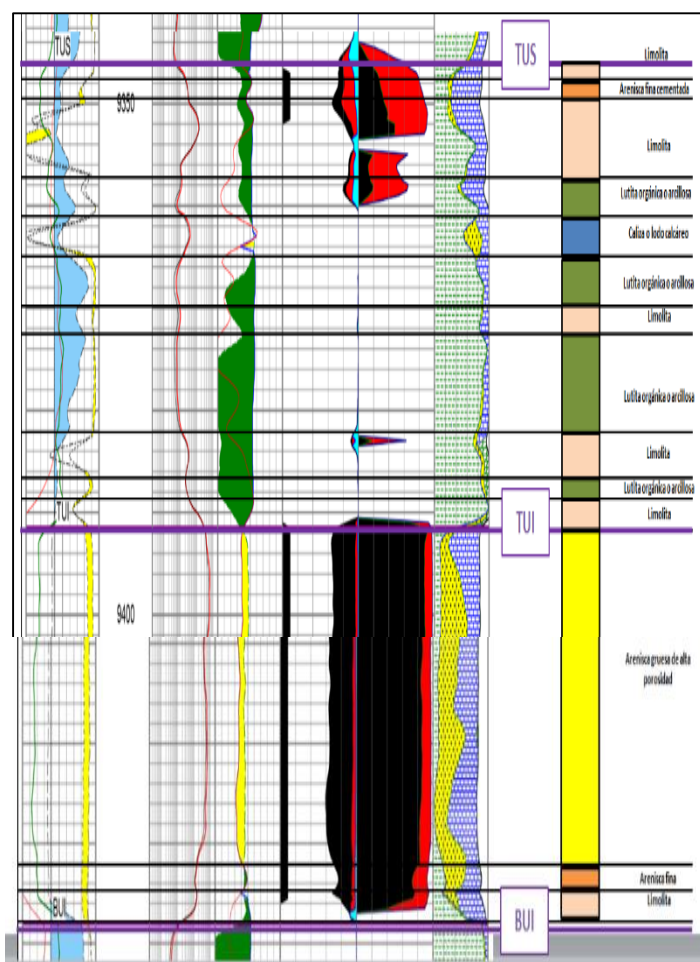 TUS
TUS
Limolita
9350
Arenisca fina cementada
Limolita
Lutita orgánica o arcillosa
Caliza o lodo calcáreo
Lutita orgánica o arcillosa
Limolita
Lutita orgánica o arcillosa
Limolita
Lutita orgánica o arcillosa
TUI
TUI
Limolita
9400
Arenisca gruesa de alta
porosidad
Arenisca fina
Limolita
BUI
BUI